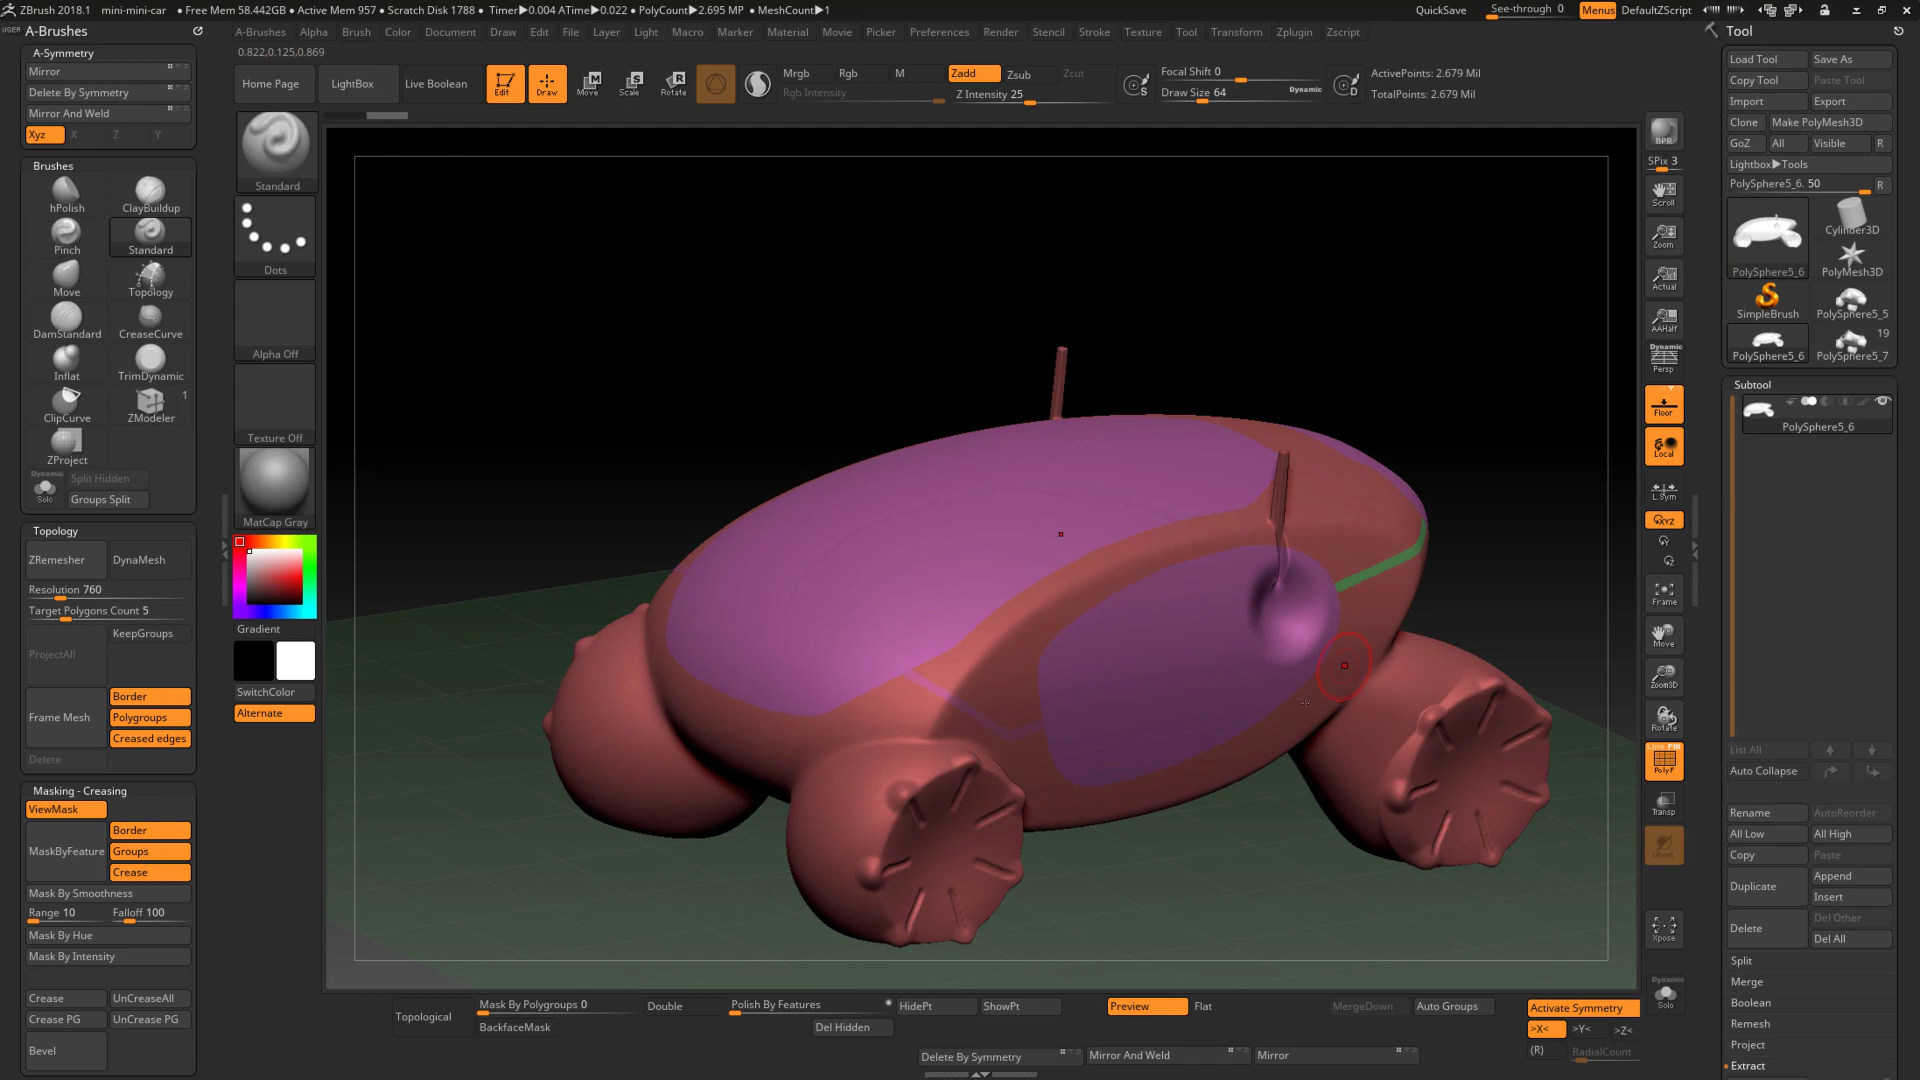 ZBrush 2018.1 mini-mini-car • Free Mem 58.442GB • Active Mem 957 • Scratch Disk 1788 • Timer▶0.004 ATime▶0.022 • PolyCount▶2.695 MP • MeshCount▶1 QuickSave See-through 0 Menus DefaultZScript
USER A-Brushes
A-Brushes Alpha Brush Color Document Draw Edit File Layer Light Macro Marker Material Movie Picker Preferences Render Stencil Stroke Texture Tool Transform Zplugin Zscript
0.822,0.125,0.869
A-Symmetry
Mirror
Delete By Symmetry
Mirror And Weld
Xyz X Z Y
Brushes
hPolish ClayBuildup
Pinch Standard
Move Topology
DamStandard CreaseCurve
Inflat TrimDynamic
1
ClipCurve ZModeler
ZProject
Dynamic
Solo
Split Hidden
Groups Split
Topology
ZRemesher DynaMesh
Resolution 760
Target Polygons Count 5
KeepGroups
ProjectAll
Border
Frame Mesh Polygroups
Creased edges
Delete
Masking - Creasing
ViewMask
Border
MaskByFeature Groups
Crease
Mask By Smoothness
Range 10 Falloff 100
Mask By Hue
Mask By Intensity
Crease UnCreaseAll
Crease PG UnCrease PG
Bevel
Home Page LightBox Live Boolean
Edit Draw Move Scale Rotate
Mrgb Rgb M
Rgb Intensity
Zadd Zsub Zcut
Z Intensity 25
S
Focal Shift 0
Draw Size 64 Dynamic
D
ActivePoints: 2.679 Mil
TotalPoints: 2.679 Mil
Standard
Dots
Alpha Off
Texture Off
MatCap Gray
Gradient
SwitchColor
Alternate
BPR
SPix 3
Scroll
Zoom
Actual
AAHalf
Dynamic
Persp
Floor
Local
L.Sym
XYZ
Y
Z
Frame
Move
Zoom3D
Rotate
Line Fill
PolyF
Transp
Ghost
Dynamic
Solo
Xpose
Topological
Mask By Polygroups 0 Double Polish By Features HidePt ShowPt Preview Flat MergeDown Auto Groups Activate Symmetry
BackfaceMask Del Hidden >X< >Y< >Z<
Delete By Symmetry Mirror And Weld Mirror (R) RadialCount
Tool
Load Tool Save As
Copy Tool Paste Tool
Import Export
Clone Make PolyMesh3D
GoZ All Visible R
Lightbox▶Tools
PolySphere5_6. 50 R
PolySphere5_6 Cylinder3D
PolyMesh3D
SimpleBrush PolySphere5_5
19
PolySphere5_6 PolySphere5_7
Subtool
PolySphere5_6
List All
Auto Collapse
Rename AutoReorder
All Low All High
Copy Paste
Duplicate Append
Insert
Delete Del Other
Del All
Split
Merge
Boolean
Remesh
Project
Extract